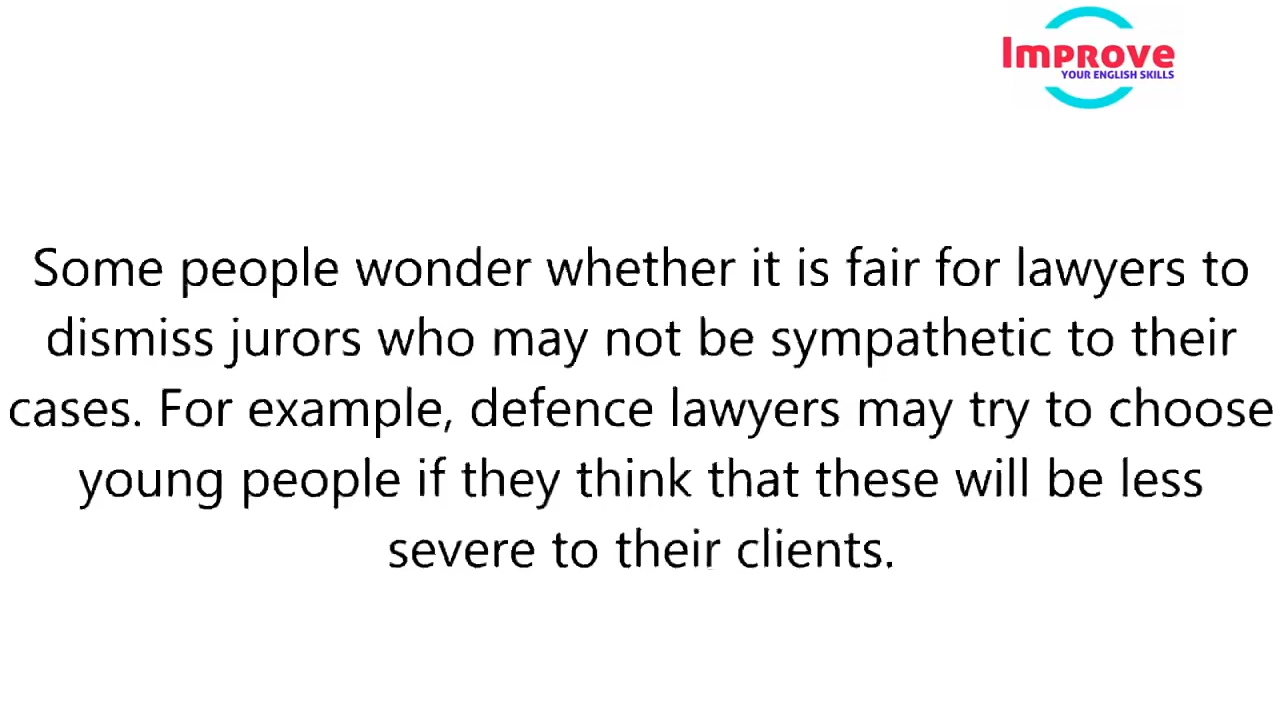 Improve
YOUR ENGLISH SKILLS
Some people wonder whether it is fair for lawyers to
dismiss jurors who may not be sympathetic to their
cases. For example, defence lawyers may try to choose
young people if they think that these will be less
severe to their clients.